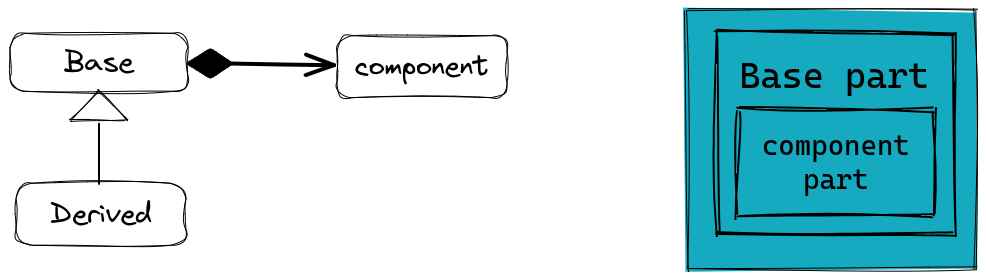 Base
component
Derived
Base part
component
part